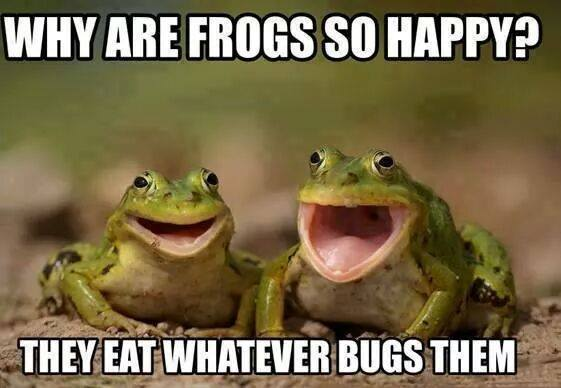 WHY ARE FROGS SO HAPPY?
THEY EAT WHATEVER BUGS THEM